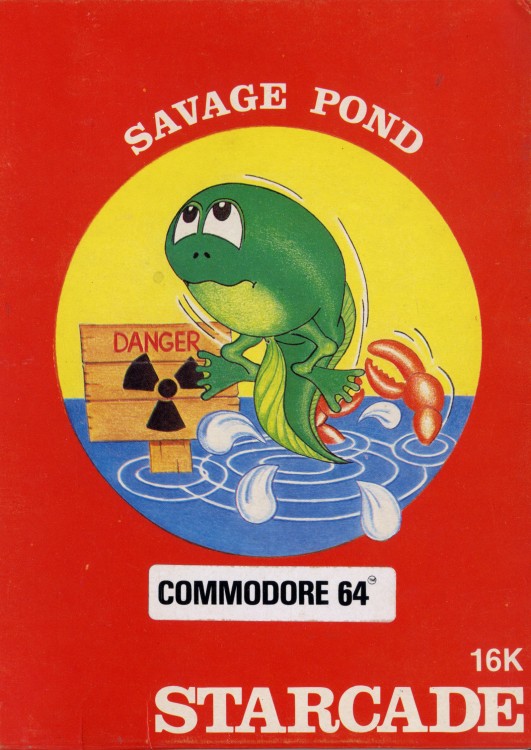 SAVAGE POND
DANGER
COMMODORE 64
16K
STARCADE